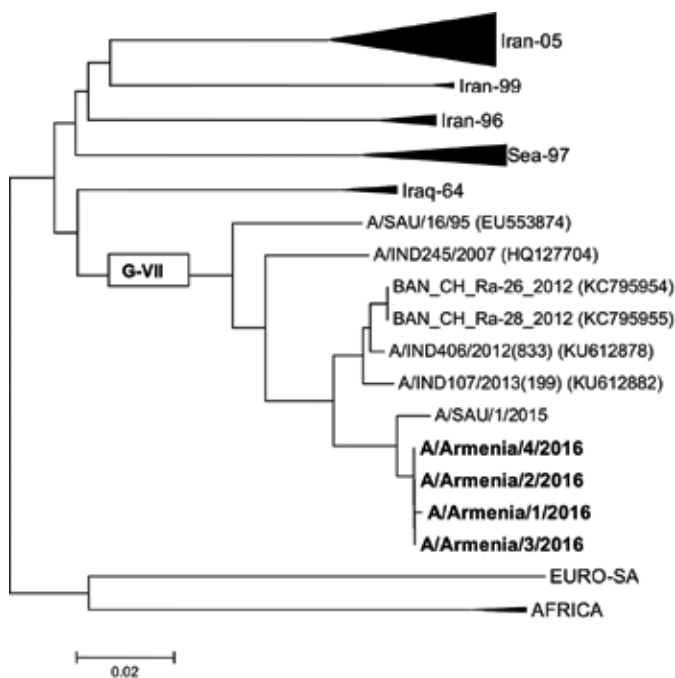 Iran-05
Iran-99
Iran-96
Sea-97
Iraq-64
A/SAU/16/95 (EU553874)
G-VII
A/IND245/2007 (HQ127704)
BAN_CH_Ra-26_2012 (KC795954)
BAN_CH_Ra-28_2012 (KC795955)
A/IND406/2012(833) (KU612878)
A/IND107/2013(199) (KU612882)
A/SAU/1/2015
A/Armenia/4/2016
A/Armenia/2/2016
A/Armenia/1/2016
A/Armenia/3/2016
EURO-SA
AFRICA
0.02